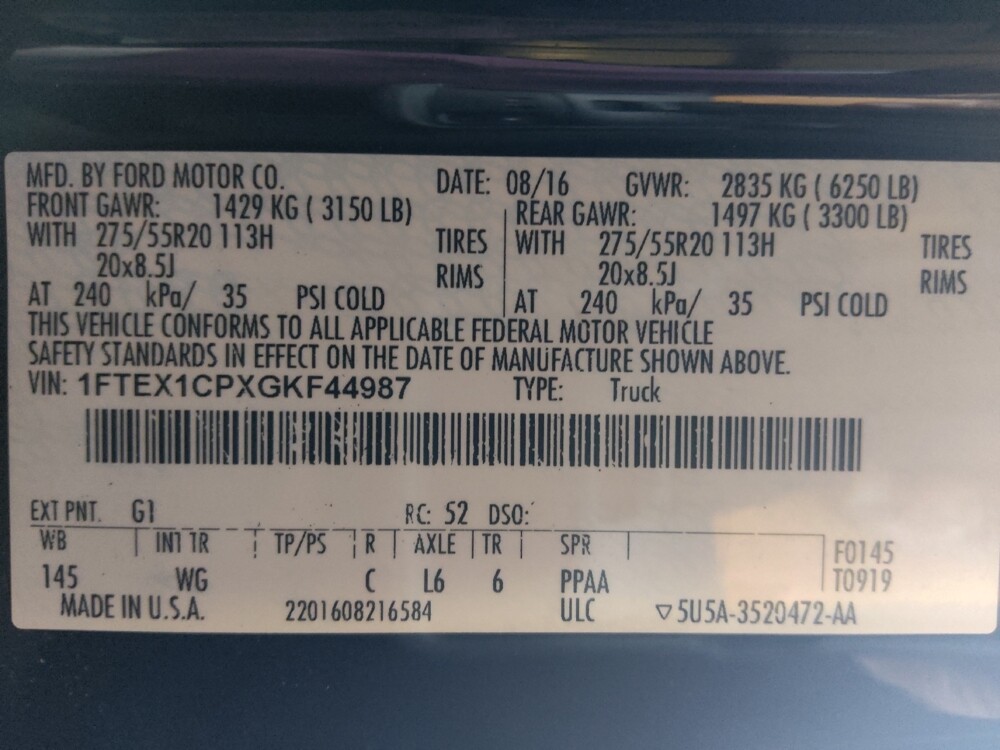 MFD. BY FORD MOTOR CO. DATE: 08/16 GVWR: 2835 KG ( 6250 LB)
FRONT GAWR: 1429 KG ( 3150 LB) REAR GAWR: 1497 KG ( 3300 LB)
WITH 275/55R20 113H TIRES WITH 275/55R20 113H TIRES
20x8.5J RIMS 20x8.5J RIMS
AT 240 kPa/ 35 PSI COLD AT 240 kPa/ 35 PSI COLD
THIS VEHICLE CONFORMS TO ALL APPLICABLE FEDERAL MOTOR VEHICLE
SAFETY STANDARDS IN EFFECT ON THE DATE OF MANUFACTURE SHOWN ABOVE.
VIN: 1FTEX1CPXGKF44987 TYPE: Truck
EXT PNT. G1 RC: 52 DSO:
WB INT TR TP/PS R AXLE TR SPR F0145
145 WG C L6 6 PPAA T0919
MADE IN U.S.A. 2201608216584 ULC ▽5U5A-3520472-AA